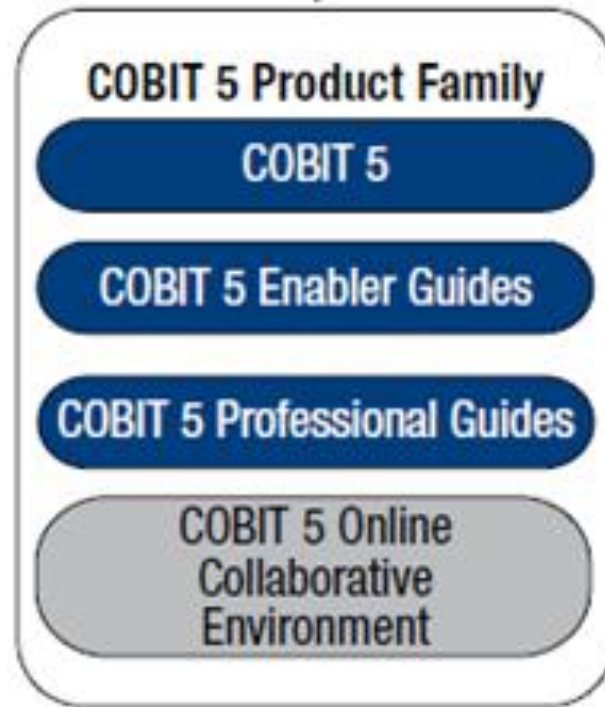 COBIT 5 Product Family
COBIT 5
COBIT 5 Enabler Guides
COBIT 5 Professional Guides
COBIT 5 Online
Collaborative
Environment